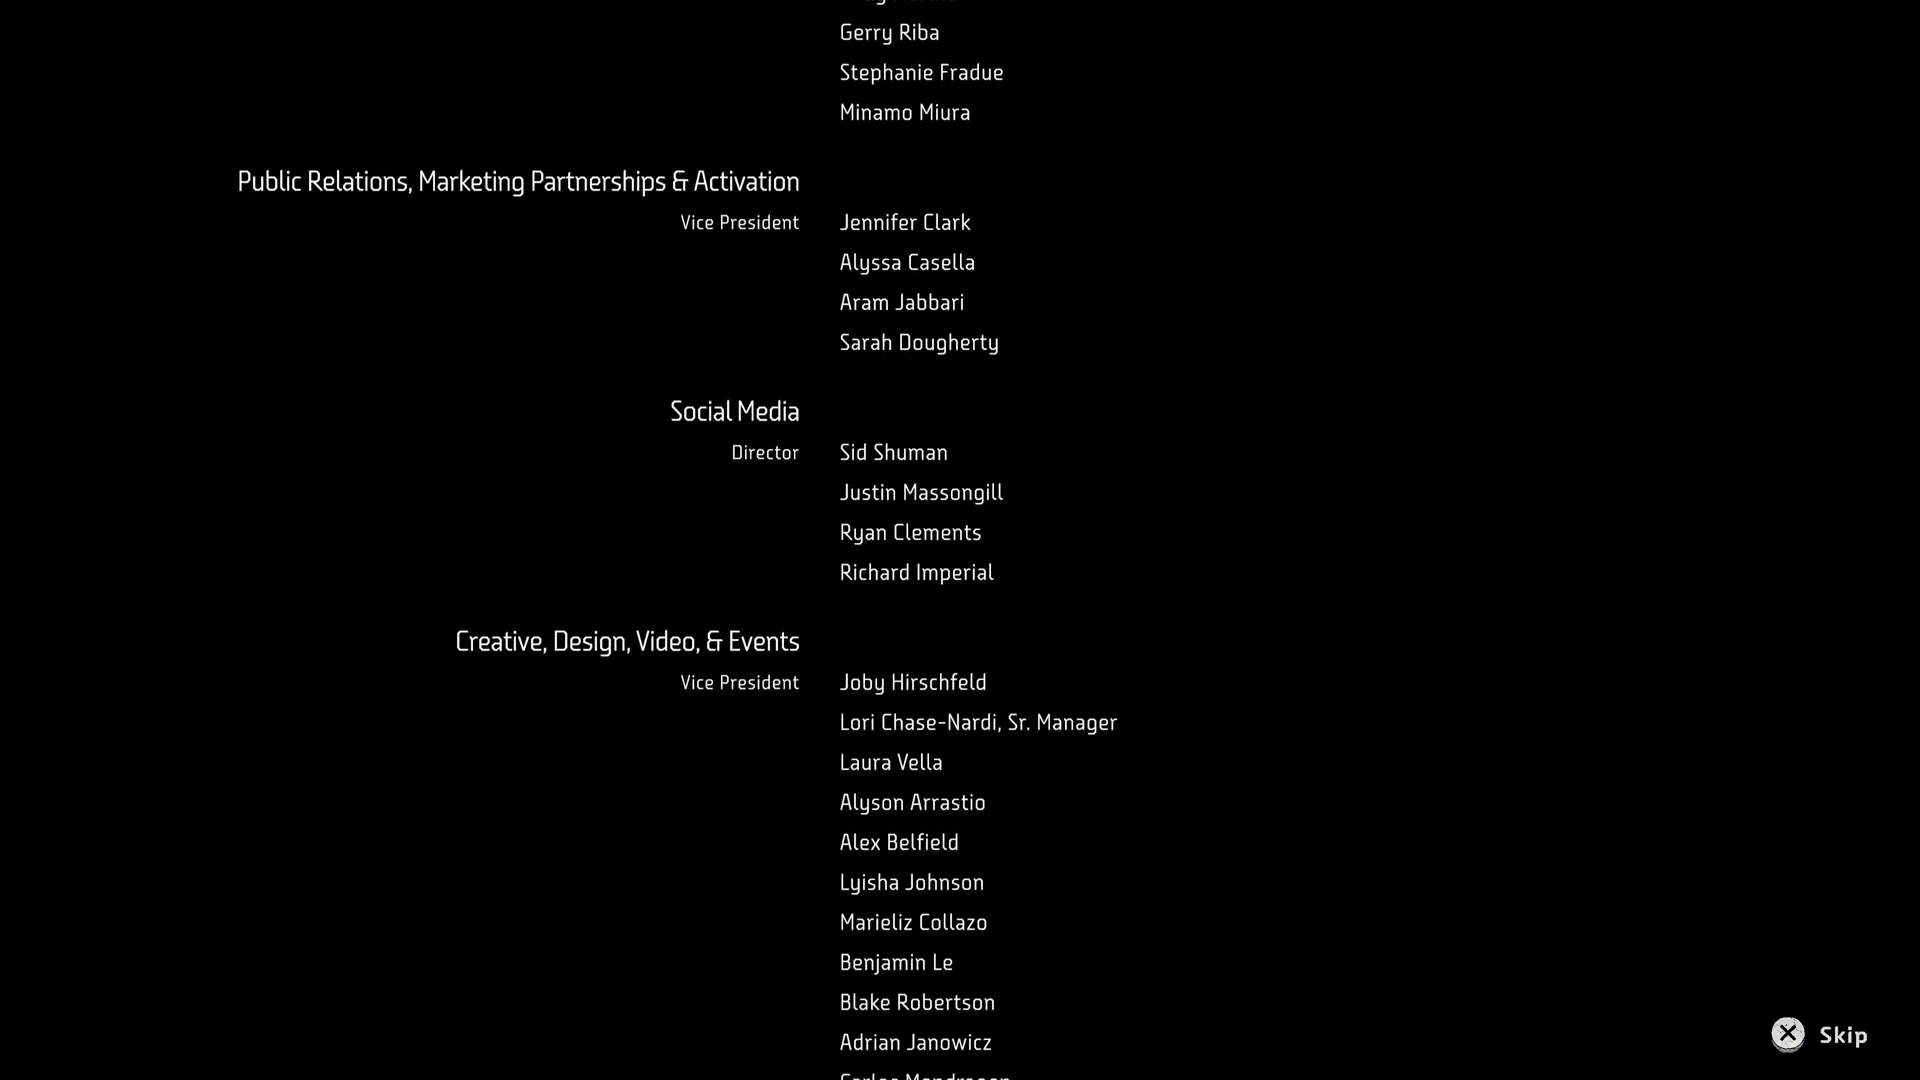 Gerry Riba
Stephanie Fradue
Minamo Miura
Public Relations, Marketing Partnerships & Activation
Vice President Jennifer Clark
Alyssa Casella
Aram Jabbari
Sarah Dougherty
Social Media
Director Sid Shuman
Justin Massongill
Ryan Clements
Richard Imperial
Creative, Design, Video, & Events
Vice President Joby Hirschfeld
Lori Chase-Nardi, Sr. Manager
Laura Vella
Alyson Arrastio
Alex Belfield
Lyisha Johnson
Marieliz Collazo
Benjamin Le
Blake Robertson
Adrian Janowicz
Skip